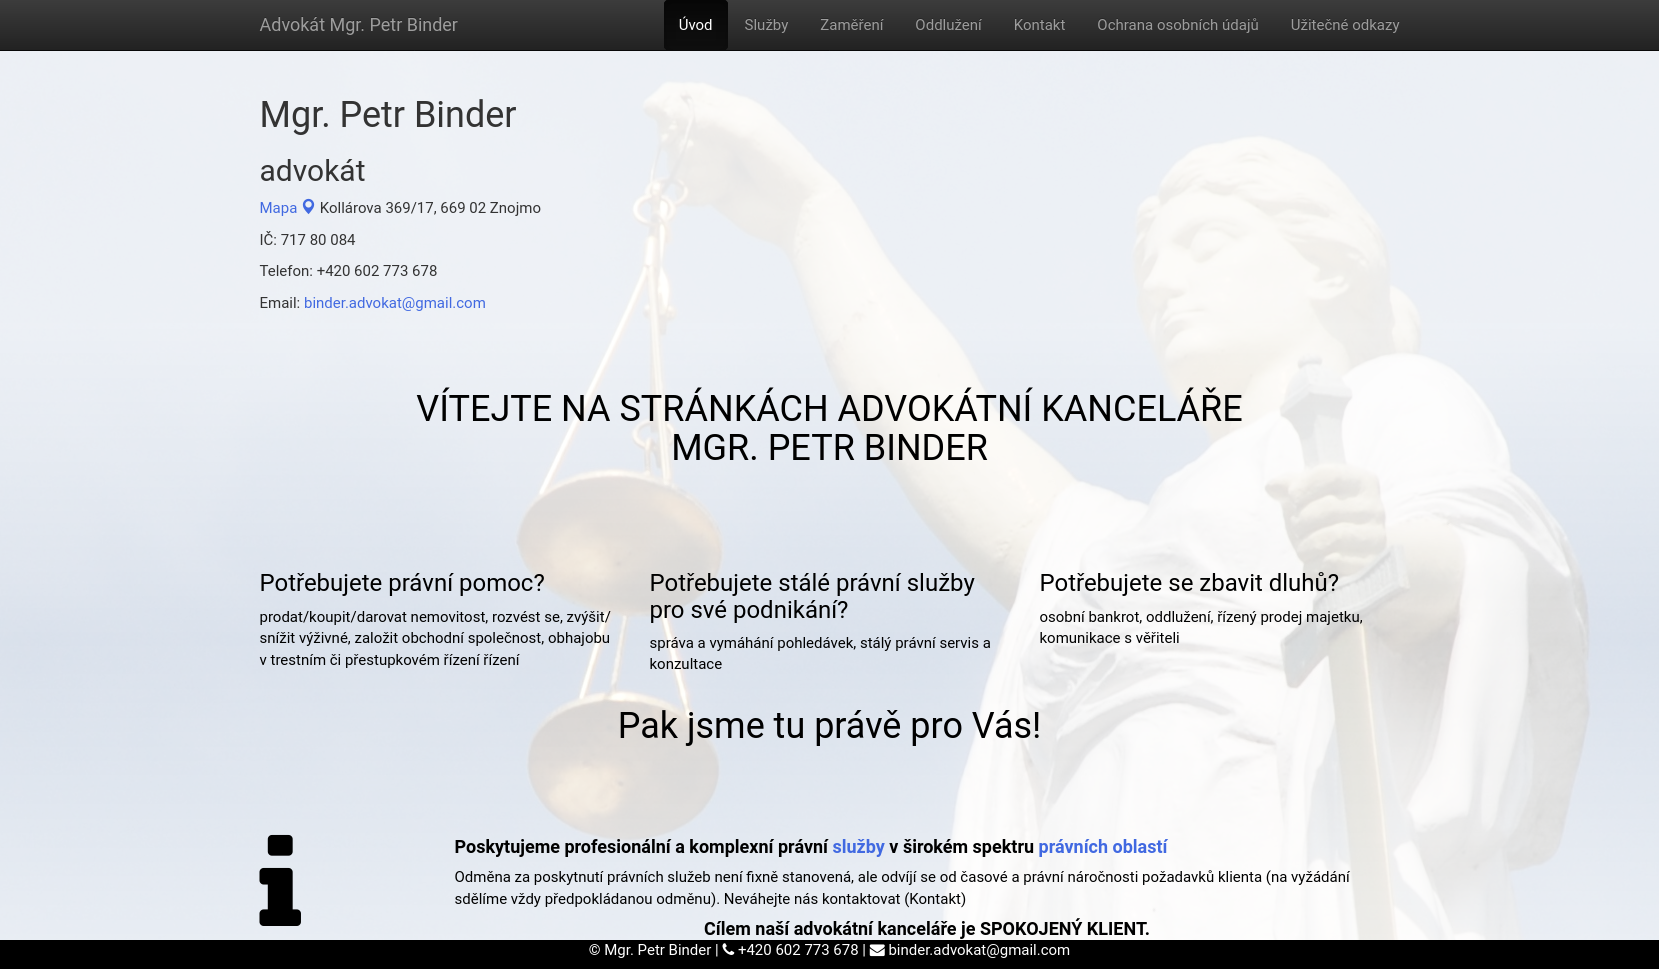 Advokát Mgr. Petr Binder
Úvod
Služby
Zaměření
Oddlužení
Kontakt
Ochrana osobních údajů
Užitečné odkazy
Mgr. Petr Binder
advokát
Mapa Kollárova 369/17, 669 02 Znojmo
IČ: 717 80 084
Telefon: +420 602 773 678
Email: binder.advokat@gmail.com
VÍTEJTE NA STRÁNKÁCH ADVOKÁTNÍ KANCELÁŘE
MGR. PETR BINDER
Potřebujete právní pomoc?
prodat/koupit/darovat nemovitost, rozvést se, zvýšit/
snížit výživné, založit obchodní společnost, obhajobu
v trestním či přestupkovém řízení řízení
Potřebujete stálé právní služby
pro své podnikání?
správa a vymáhání pohledávek, stálý právní servis a
konzultace
Potřebujete se zbavit dluhů?
osobní bankrot, oddlužení, řízený prodej majetku,
komunikace s věřiteli
Pak jsme tu právě pro Vás!
Poskytujeme profesionální a komplexní právní služby v širokém spektru právních oblastí
Odměna za poskytnutí právních služeb není fixně stanovená, ale odvíjí se od časové a právní náročnosti požadavků klienta (na vyžádání
sdělíme vždy předpokládanou odměnu). Neváhejte nás kontaktovat (Kontakt)
Cílem naší advokátní kanceláře je SPOKOJENÝ KLIENT.
© Mgr. Petr Binder | +420 602 773 678 | binder.advokat@gmail.com